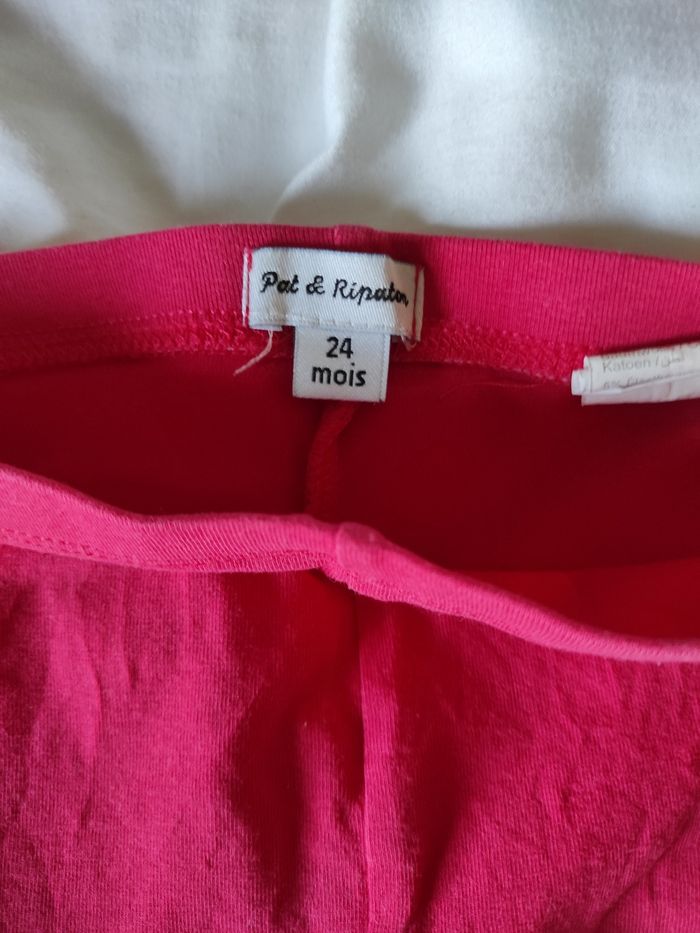 Pat & Ripaton
24
mois
Katoen /